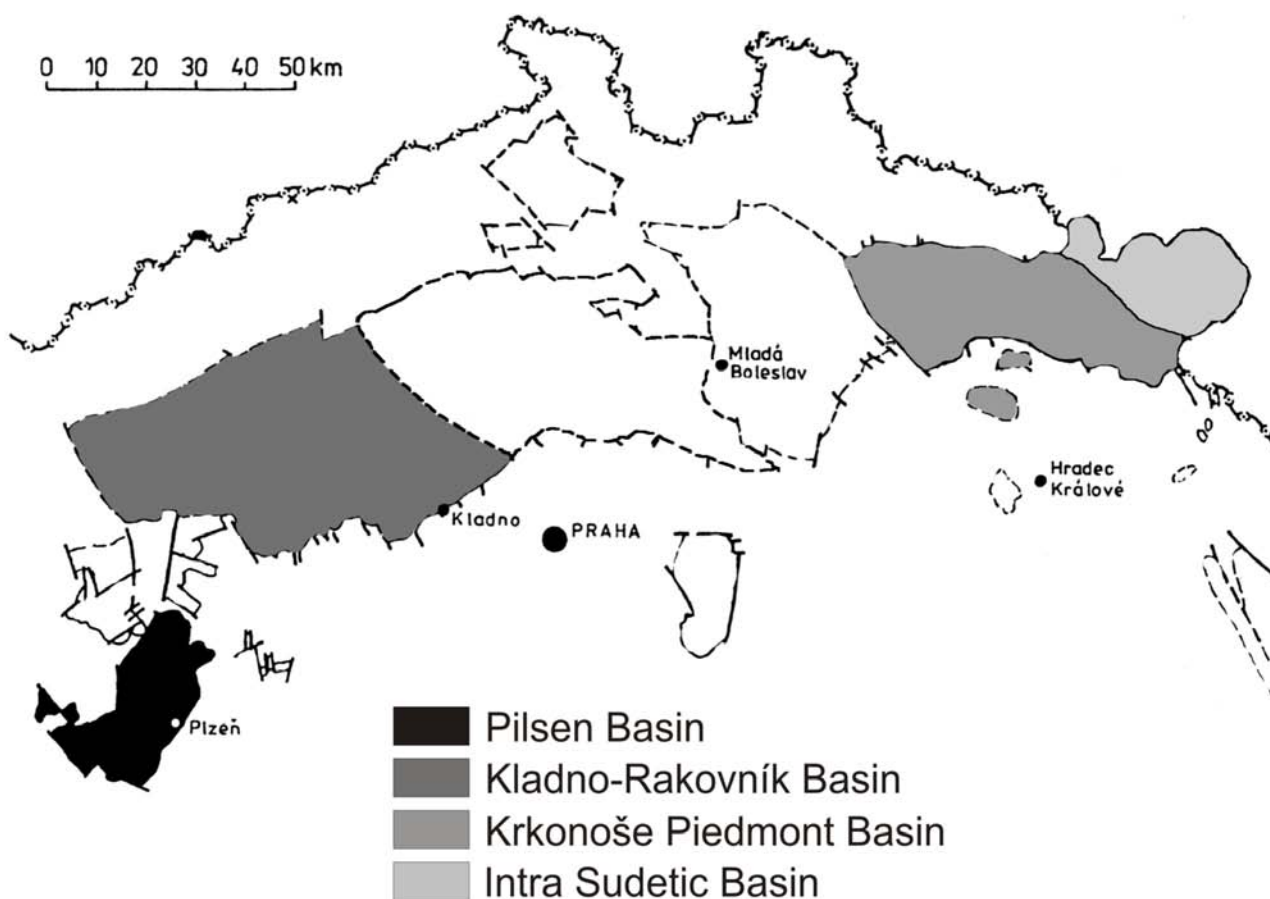 0 10 20 30 40 50 km
Mladá
Boleslav
Hradec
Králové
Kladno
PRAHA
Plzeň
Pilsen Basin
Kladno-Rakovník Basin
Krkonoše Piedmont Basin
Intra Sudetic Basin